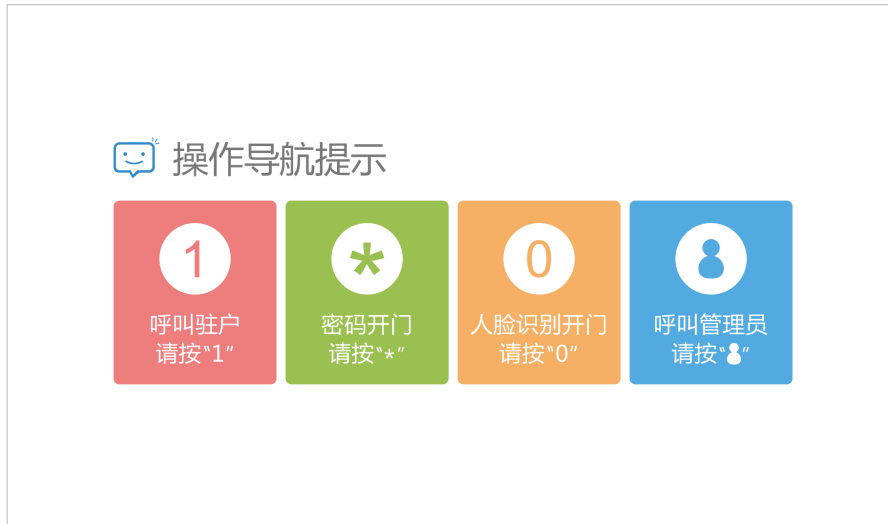 操作导航提示
1
呼叫驻户
请按“1”
*
密码开门
请按“*”
0
人脸识别开门
请按“0”
呼叫管理员
请按“”